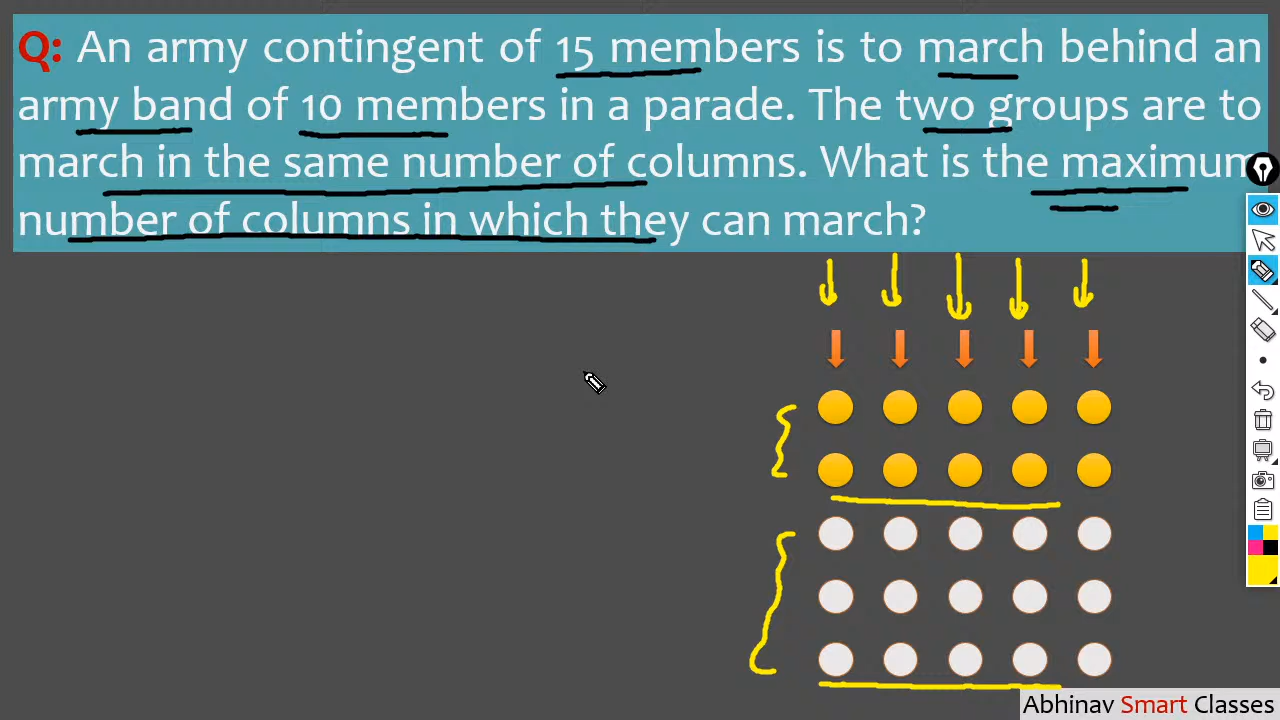 Q: An army contingent of 15 members is to march behind an
army band of 10 members in a parade. The two groups are to
march in the same number of columns. What is the maximum
number of columns in which they can march?
Abhinav Smart Classes